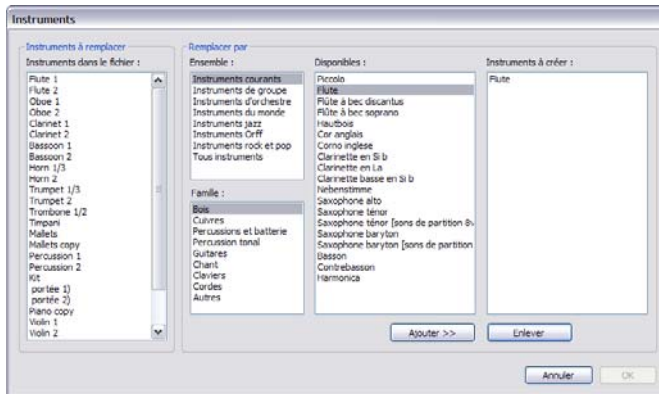 Instruments
Instruments à remplacer
Instruments dans le fichier :
Flute 1
Flute 2
Oboe 1
Oboe 2
Clarinet 1
Clarinet 2
Bassoon 1
Bassoon 2
Horn 1/3
Horn 2
Trumpet 1/3
Trumpet 2
Trombone 1/2
Timpani
Mallets
Mallets copy
Percussion 1
Percussion 2
Kit
portée 1)
portée 2)
Piano copy
Violin 1
Violin 2
Remplacer par
Ensemble :
Instruments courants
Instruments de groupe
Instruments d'orchestre
Instruments du monde
Instruments jazz
Instruments Orff
Instruments rock et pop
Tous instruments
Famille :
Bois
Cuivres
Percussions et batterie
Percussion tonal
Guitares
Chant
Claviers
Cordes
Autres
Disponibles :
Piccolo
Flute
Flûte à bec discantus
Flûte à bec soprano
Hautbois
Cor anglais
Corno inglese
Clarinette en Si b
Clarinette en La
Clarinette basse en Si b
Nebenstimme
Saxophone alto
Saxophone ténor
Saxophone ténor [sons de partition 8v
Saxophone baryton
Saxophone baryton [sons de partition
Basson
Contrebasson
Harmonica
Ajouter >>
Instruments à créer :
Flute
Enlever
Annuler
OK